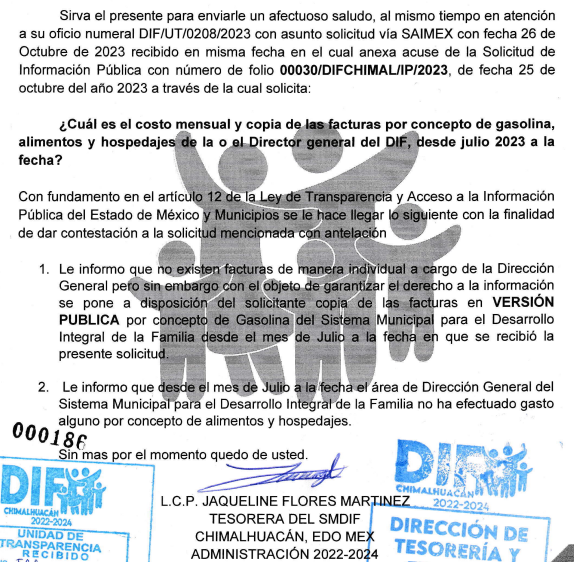 Sirva el presente para enviarle un afectuoso saludo, al mismo tiempo en atención
a su oficio numeral DIF/UT/0208/2023 con asunto solicitud vía SAIMEX con fecha 26 de
Octubre de 2023 recibido en misma fecha en el cual anexa acuse de la Solicitud de
Información Pública con número de folio 00030/DIFCHIMAL/IP/2023, de fecha 25 de
octubre del año 2023 a través de la cual solicita:
¿Cuál es el costo mensual y copia de las facturas por concepto de gasolina,
alimentos y hospedajes de la o el Director general del DIF, desde julio 2023 a la
fecha?
Con fundamento en el artículo 12 de la Ley de Transparencia y Acceso a la Información
Pública del Estado de México y Municipios se le hace llegar lo siguiente con la finalidad
de dar contestación a la solicitud mencionada con antelación
1. Le informo que no existen facturas de manera individual a cargo de la Dirección
General pero sin embargo con el objeto de garantizar el derecho a la información
se pone a disposición del solicitante copia de las facturas en VERSIÓN
PUBLICA por concepto de Gasolina del Sistema Municipal para el Desarrollo
Integral de la Familia desde el mes de Julio a la fecha en que se recibió la
presente solicitud.
2. Le informo que desde el mes de Julio a la fecha el área de Dirección General del
Sistema Municipal para el Desarrollo Integral de la Familia no ha efectuado gasto
alguno por concepto de alimentos y hospedajes.
000186
Sin mas por el momento quedo de usted.
L.C.P. JAQUELINE FLORES MARTINEZ
TESORERA DEL SMDIF
CHIMALHUACÁN, EDO MEX
ADMINISTRACIÓN 2022-2024
DIF
CHIMALHUACÁN
2022-2024
UNIDAD DE
TRANSPARENCIA
RECIBIDO
DIF
CHIMALHUACÁN
2022-2024
DIRECCIÓN DE
TESORERÍA Y